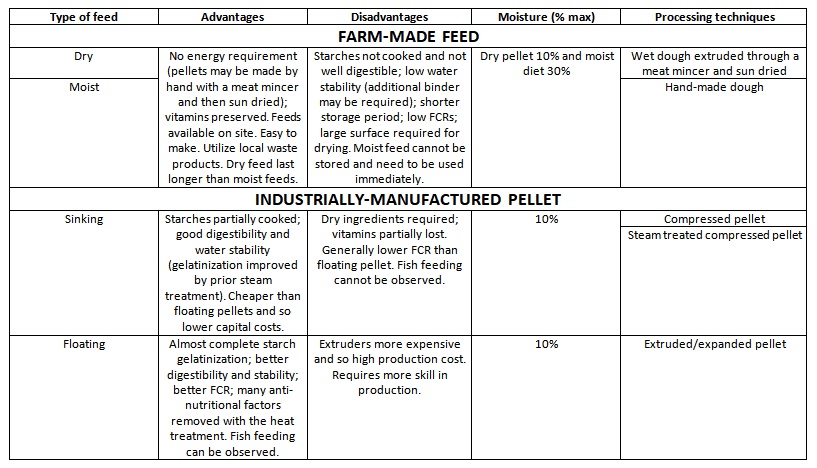 Type of feed Advantages Disadvantages Moisture (% max) Processing techniques
FARM-MADE FEED
Dry
Moist
No energy requirement
(pellets may be made by
hand with a meat mincer
and then sun dried);
vitamins preserved. Feeds
available on site. Easy to
make. Utilize local waste
products. Dry feed last
longer than moist feeds.
Starches not cooked and not
well digestible; low water
stability (additional binder
may be required); shorter
storage period; low FCRs;
large surface required for
drying. Moist feed cannot be
stored and need to be used
immediately.
Dry pellet 10% and moist
diet 30%
Wet dough extruded through a
meat mincer and sun dried
Hand-made dough
INDUSTRIALLY-MANUFACTURED PELLET
Sinking
Starches partially cooked;
good digestibility and
water stability
(gelatinization improved
by prior steam
treatment). Cheaper than
floating pellets and so
lower capital costs.
Dry ingredients required;
vitamins partially lost.
Generally lower FCR than
floating pellet. Fish feeding
cannot be observed.
10%
Compressed pellet
Steam treated compressed pellet
Floating
Almost complete starch
gelatinization; better
digestibility and stability;
better FCR; many anti-
nutritional factors
removed with the heat
treatment. Fish feeding
can be observed.
Extruders more expensive
and so high production cost.
Requires more skill in
production.
10%
Extruded/expanded pellet